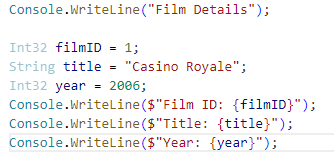 Console.WriteLine("Film Details");
Int32 filmID = 1;
String title = "Casino Royale";
Int32 year = 2006;
Console.WriteLine($"Film ID: {filmID}");
Console.WriteLine($"Title: {title}");
Console.WriteLine($"Year: {year}");